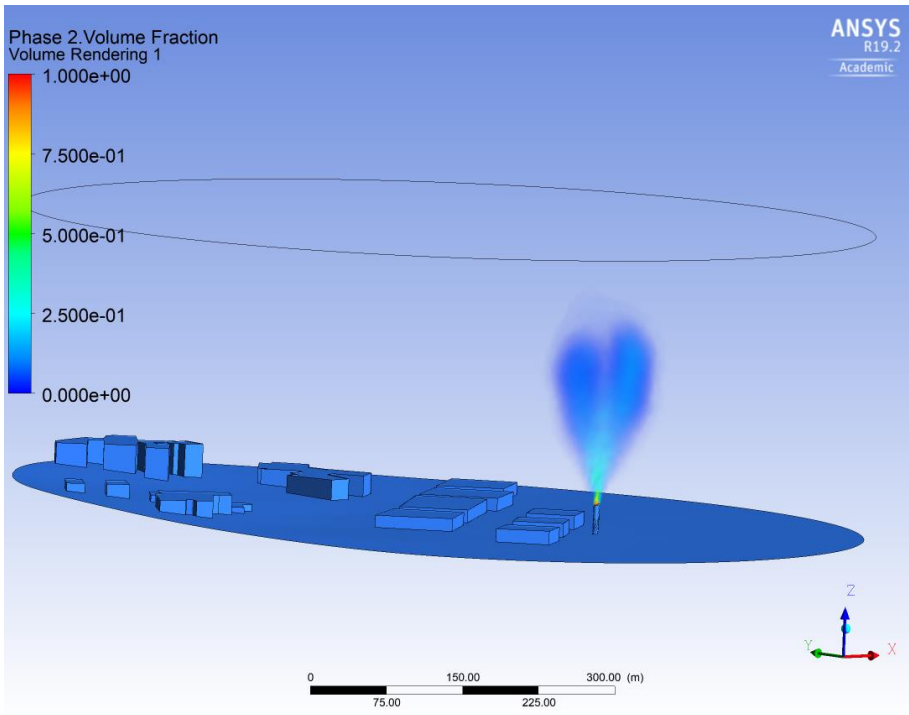 Phase 2.Volume Fraction
Volume Rendering 1
1.000e+00
7.500e-01
5.000e-01
2.500e-01
0.000e+00
ANSYS
R19.2
Academic
Z
Y
X
0
150.00
300.00 (m)
75.00
225.00